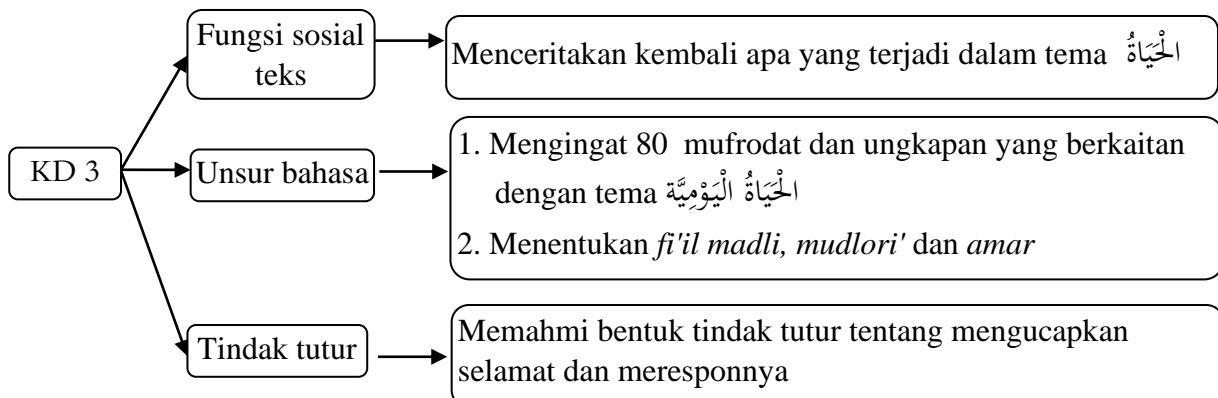 KD 3
Fungsi sosial
teks
Menceritakan kembali apa yang terjadi dalam tema الْحَيَاةُ
Unsur bahasa
1. Mengingat 80 mufrodat dan ungkapan yang berkaitan
dengan tema الْحَيَاةُ الْيَوْمِيَّة
2. Menentukan fi'il madli, mudlori' dan amar
Tindak tutur
Memahmi bentuk tindak tutur tentang mengucapkan
selamat dan meresponnya